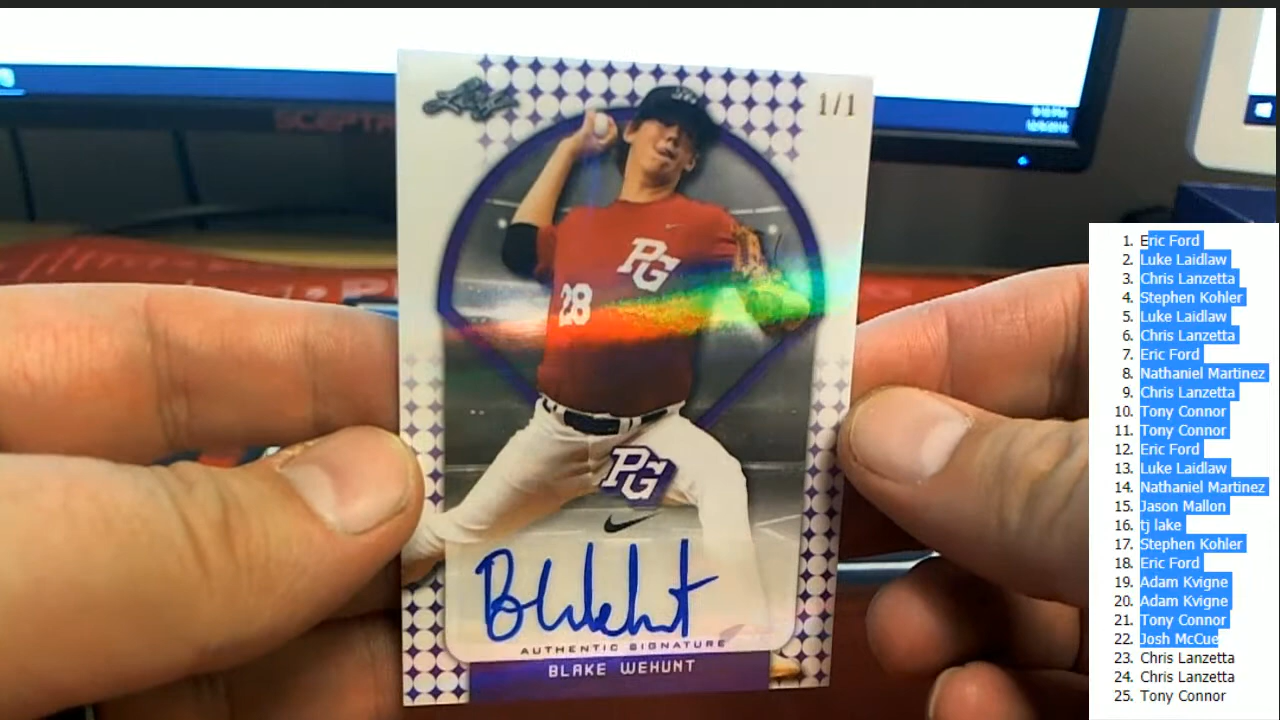 Leaf
1/1
PG
28
PG
B Wehunt
AUTHENTIC SIGNATURE
BLAKE WEHUNT
1. Eric Ford
2. Luke Laidlaw
3. Chris Lanzetta
4. Stephen Kohler
5. Luke Laidlaw
6. Chris Lanzetta
7. Eric Ford
8. Nathaniel Martinez
9. Chris Lanzetta
10. Tony Connor
11. Tony Connor
12. Eric Ford
13. Luke Laidlaw
14. Nathaniel Martinez
15. Jason Mallon
16. tj lake
17. Stephen Kohler
18. Eric Ford
19. Adam Kvigne
20. Adam Kvigne
21. Tony Connor
22. Josh McCue
23. Chris Lanzetta
24. Chris Lanzetta
25. Tony Connor